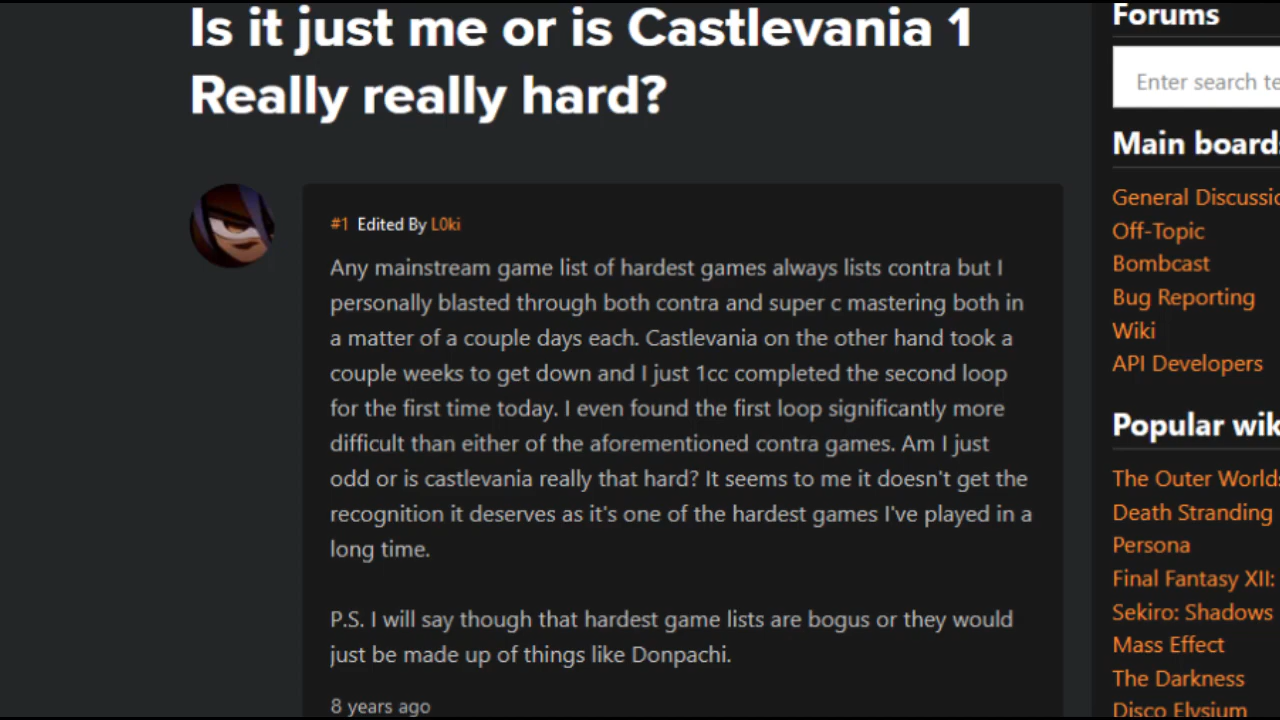 Is it just me or is Castlevania 1
Really really hard?
#1 Edited By L0ki
Any mainstream game list of hardest games always lists contra but I
personally blasted through both contra and super c mastering both in
a matter of a couple days each. Castlevania on the other hand took a
couple weeks to get down and I just 1cc completed the second loop
for the first time today. I even found the first loop significantly more
difficult than either of the aforementioned contra games. Am I just
odd or is castlevania really that hard? It seems to me it doesn't get the
recognition it deserves as it's one of the hardest games I've played in a
long time.
P.S. I will say though that hardest game lists are bogus or they would
just be made up of things like Donpachi.
8 years ago
Forums
Enter search te
Main boards
General Discussio
Off-Topic
Bombcast
Bug Reporting
Wiki
API Developers
Popular wik
The Outer Worlds
Death Stranding
Persona
Final Fantasy XII:
Sekiro: Shadows
Mass Effect
The Darkness
Disco Elysium